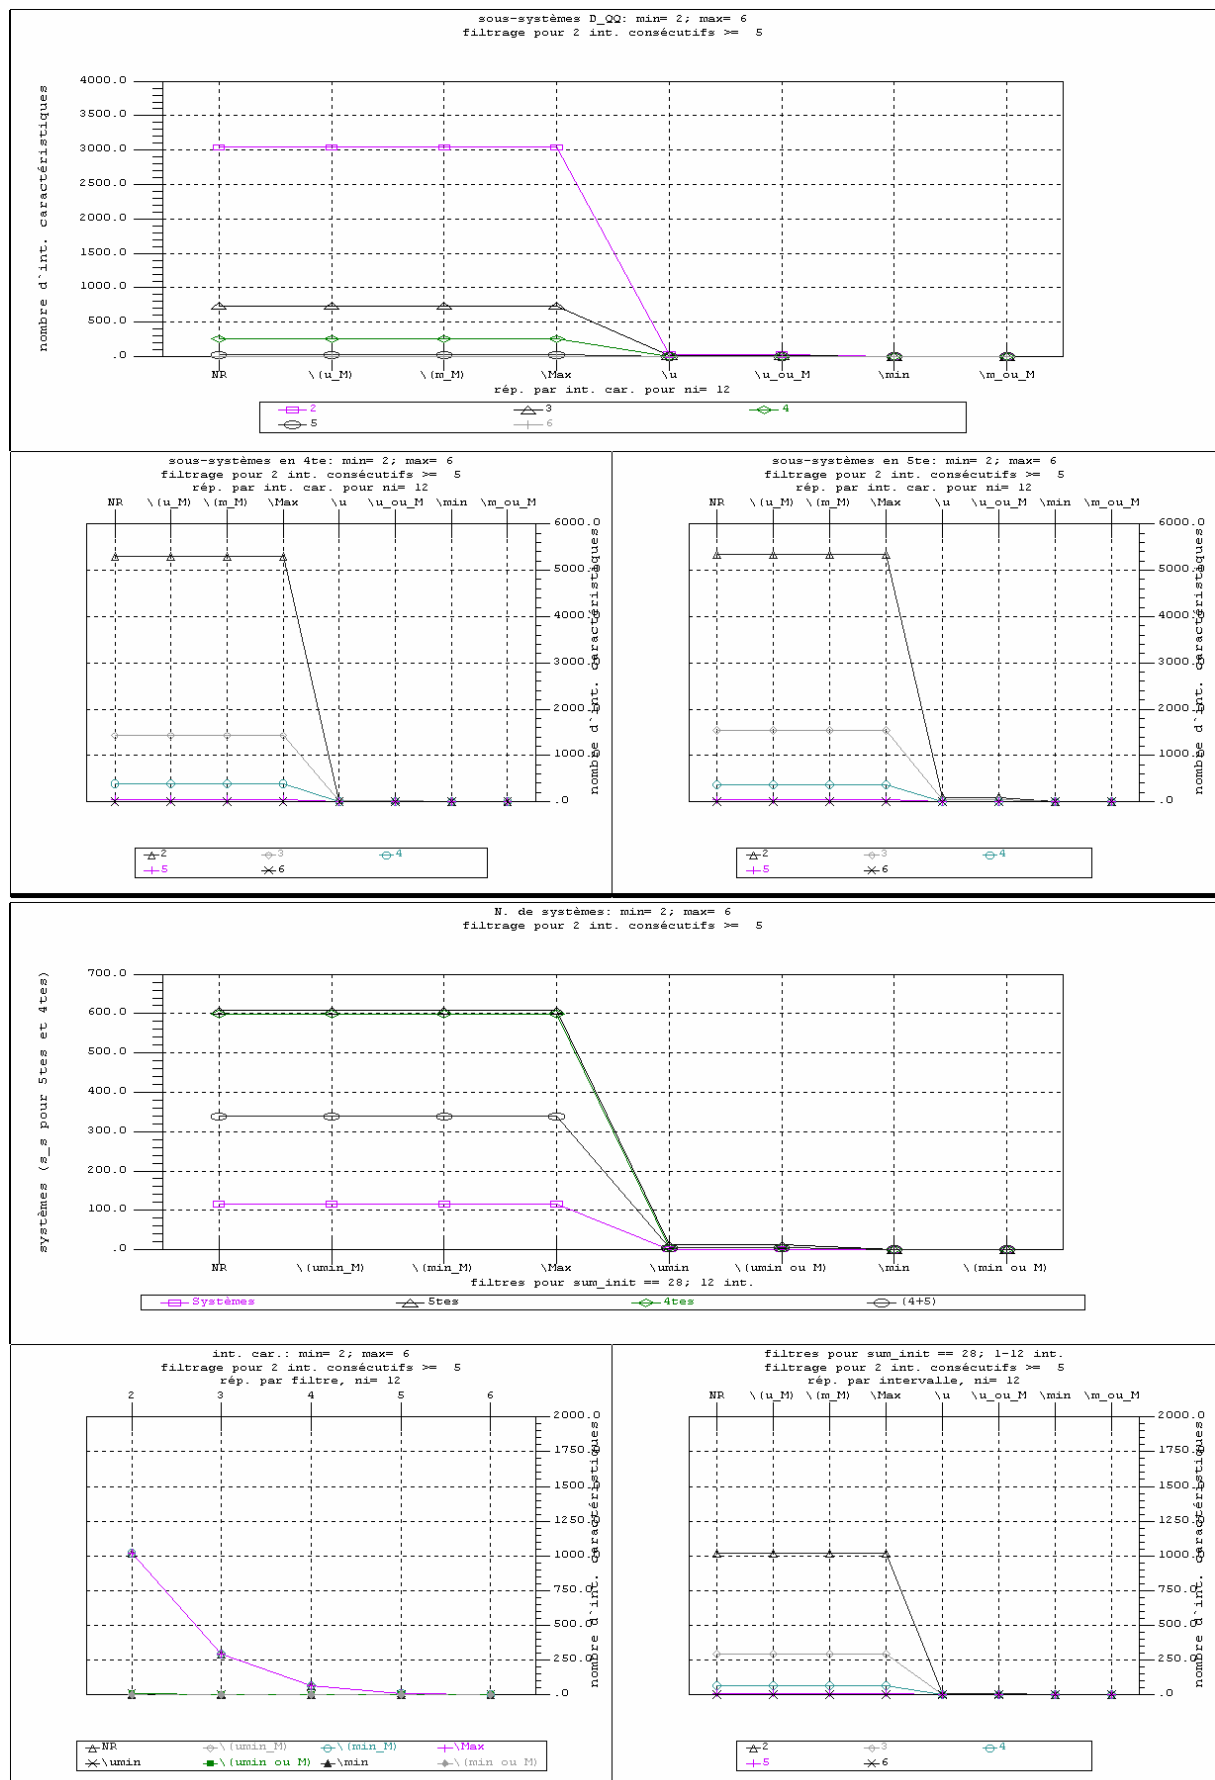 sous-systèmes D_QQ: min= 2; max= 6
filtrage pour 2 int. consécutifs >= 5
nombre d`int. caractéristiques
4000.0
3500.0
3000.0
2500.0
2000.0
1500.0
1000.0
500.0
.0
NR \(u_M) \(m_M) \Max \u \u_ou_M \min \m_ou_M
rép. par int. car. pour ni= 12
2 3 4
5 6
sous-systèmes en 4te: min= 2; max= 6
filtrage pour 2 int. consécutifs >= 5
rép. par int. car. pour ni= 12
NR \(u_M) \(m_M) \Max \u \u_ou_M \min \m_ou_M
6000.0
5000.0
4000.0
3000.0
2000.0
1000.0
.0
nombre d`int. caractéristiques
2 3 4
5 6
sous-systèmes en 5te: min= 2; max= 6
filtrage pour 2 int. consécutifs >= 5
rép. par int. car. pour ni= 12
NR \(u_M) \(m_M) \Max \u \u_ou_M \min \m_ou_M
6000.0
5000.0
4000.0
3000.0
2000.0
1000.0
.0
nombre d`int. caractéristiques
2 3 4
5 6
N. de systèmes: min= 2; max= 6
filtrage pour 2 int. consécutifs >= 5
systèmes (s_s pour 5tes et 4tes)
700.0
600.0
500.0
400.0
300.0
200.0
100.0
.0
NR \(umin_M) \(min_M) \Max \umin \(umin ou M) \min \(min ou M)
filtres pour sum_init == 28; 12 int.
Systèmes 5tes 4tes (4+5)
int. car.: min= 2; max= 6
filtrage pour 2 int. consécutifs >= 5
rép. par filtre, ni= 12
2 3 4 5 6
2000.0
1750.0
1500.0
1250.0
1000.0
750.0
500.0
250.0
.0
nombre d`int. caractéristiques
NR \(umin_M) \(min_M) \Max
\umin \(umin ou M) \min \(min ou M)
filtres pour sum_init == 28; 1-12 int.
filtrage pour 2 int. consécutifs >= 5
rép. par intervalle, ni= 12
NR \(u_M) \(m_M) \Max \u \u_ou_M \min \m_ou_M
2000.0
1750.0
1500.0
1250.0
1000.0
750.0
500.0
250.0
.0
nombre d`int. caractéristiques
2 3 4
5 6